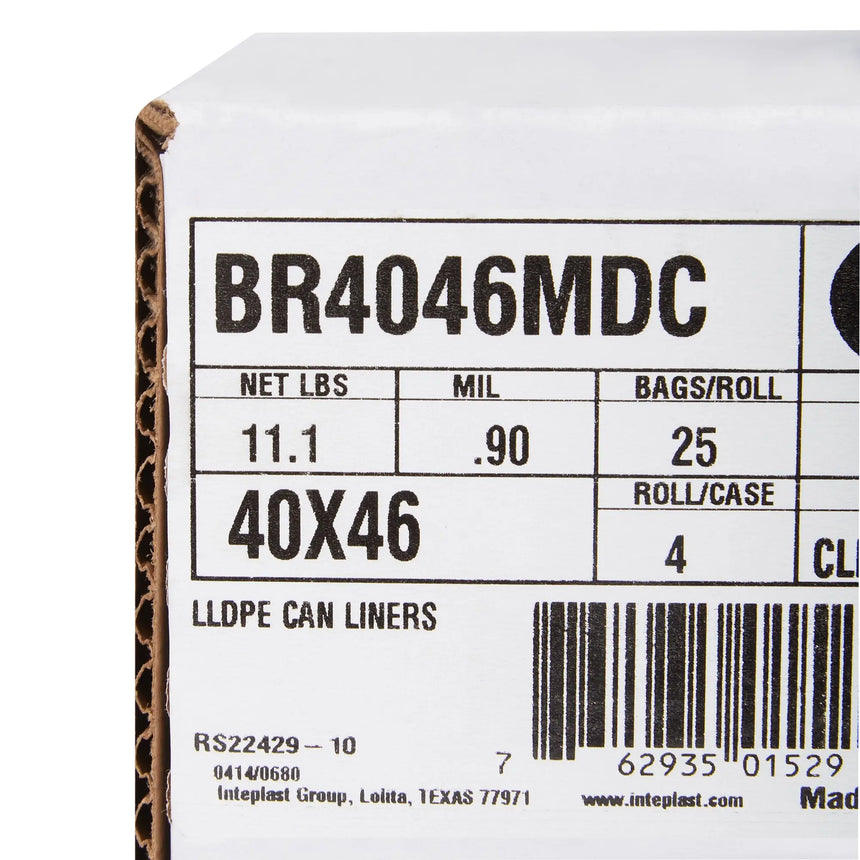 BR4046MDC
NET LBS MIL BAGS/ROLL
11.1 .90 25
40X46 ROLL/CASE
4
LLDPE CAN LINERS
RS22429-10
0414/0680
7 62935 01529
Inteplast Group, Lolita, TEXAS 77971 www.inteplast.com